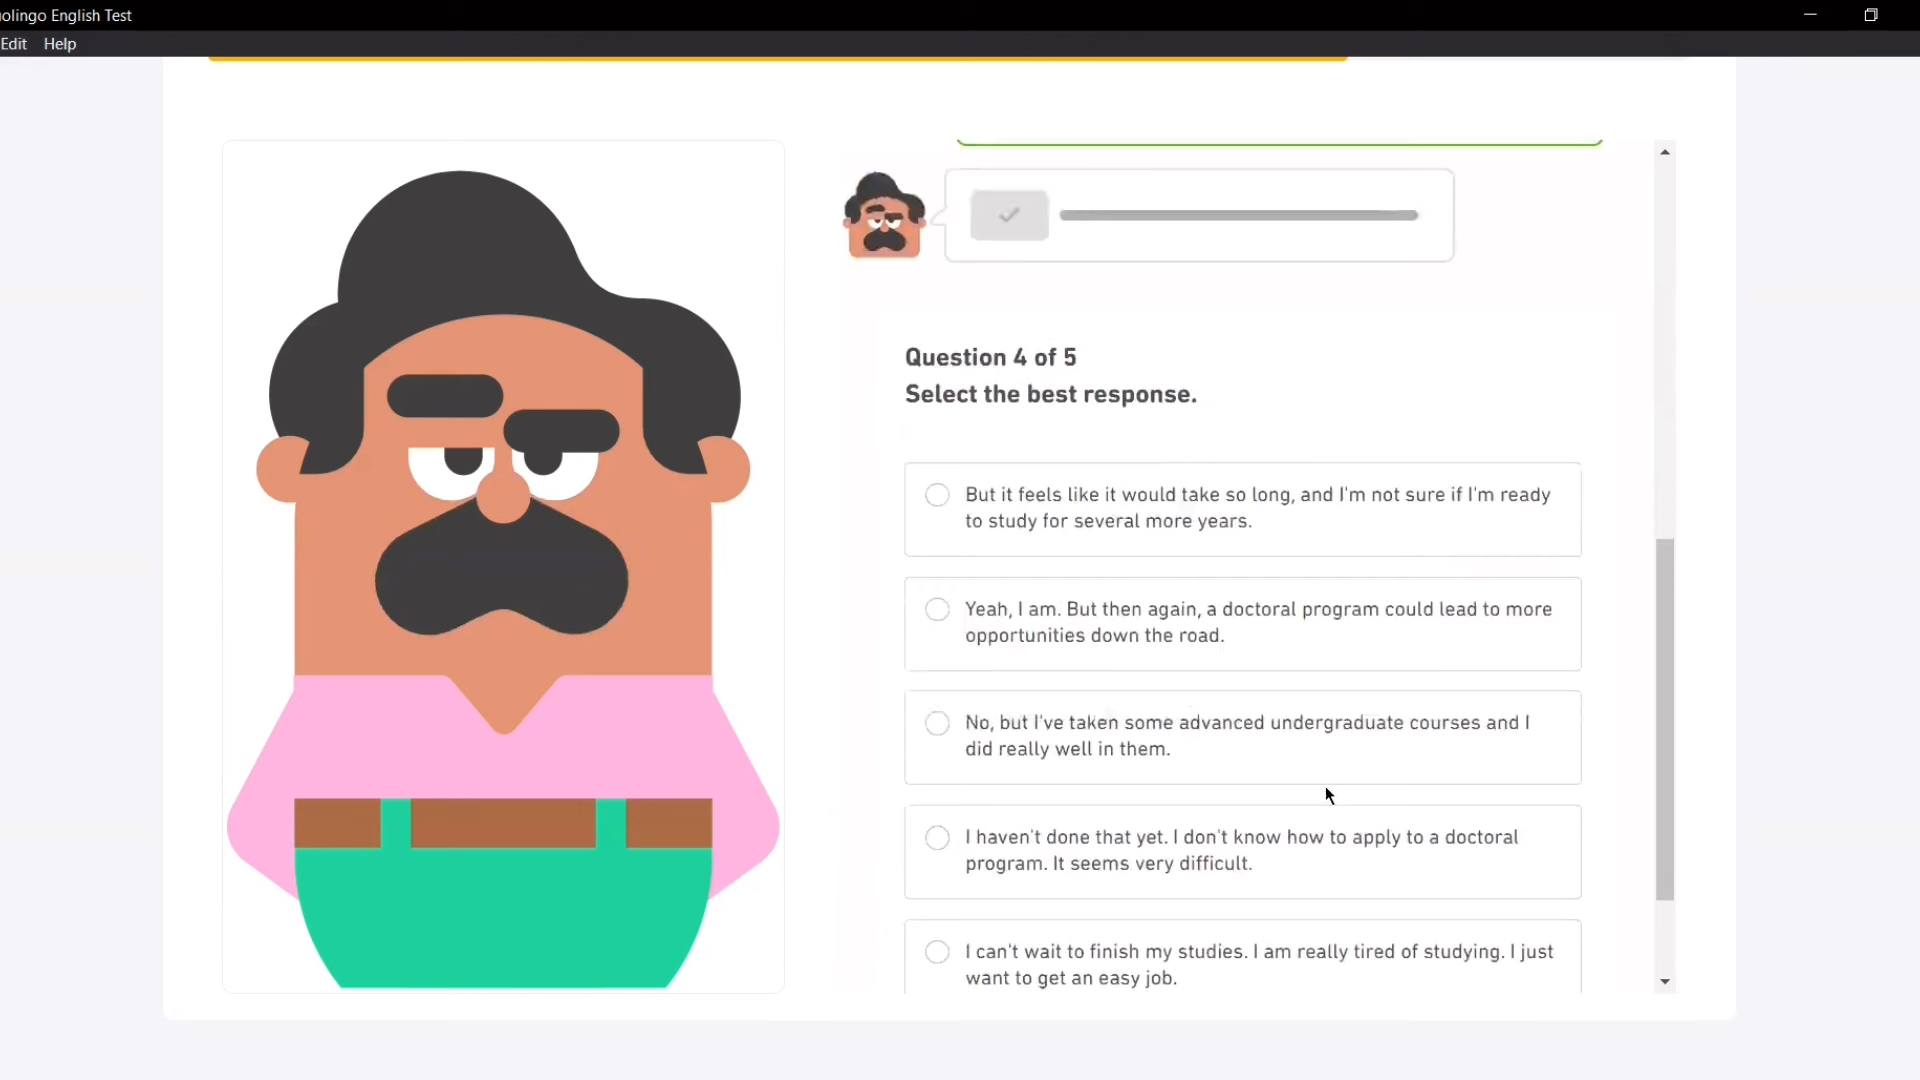 olingo English Test
Edit Help
Question 4 of 5
Select the best response.
But it feels like it would take so long, and I'm not sure if I'm ready
to study for several more years.
Yeah, I am. But then again, a doctoral program could lead to more
opportunities down the road.
No, but I've taken some advanced undergraduate courses and I
did really well in them.
I haven't done that yet. I don't know how to apply to a doctoral
program. It seems very difficult.
I can't wait to finish my studies. I am really tired of studying. I just
want to get an easy job.